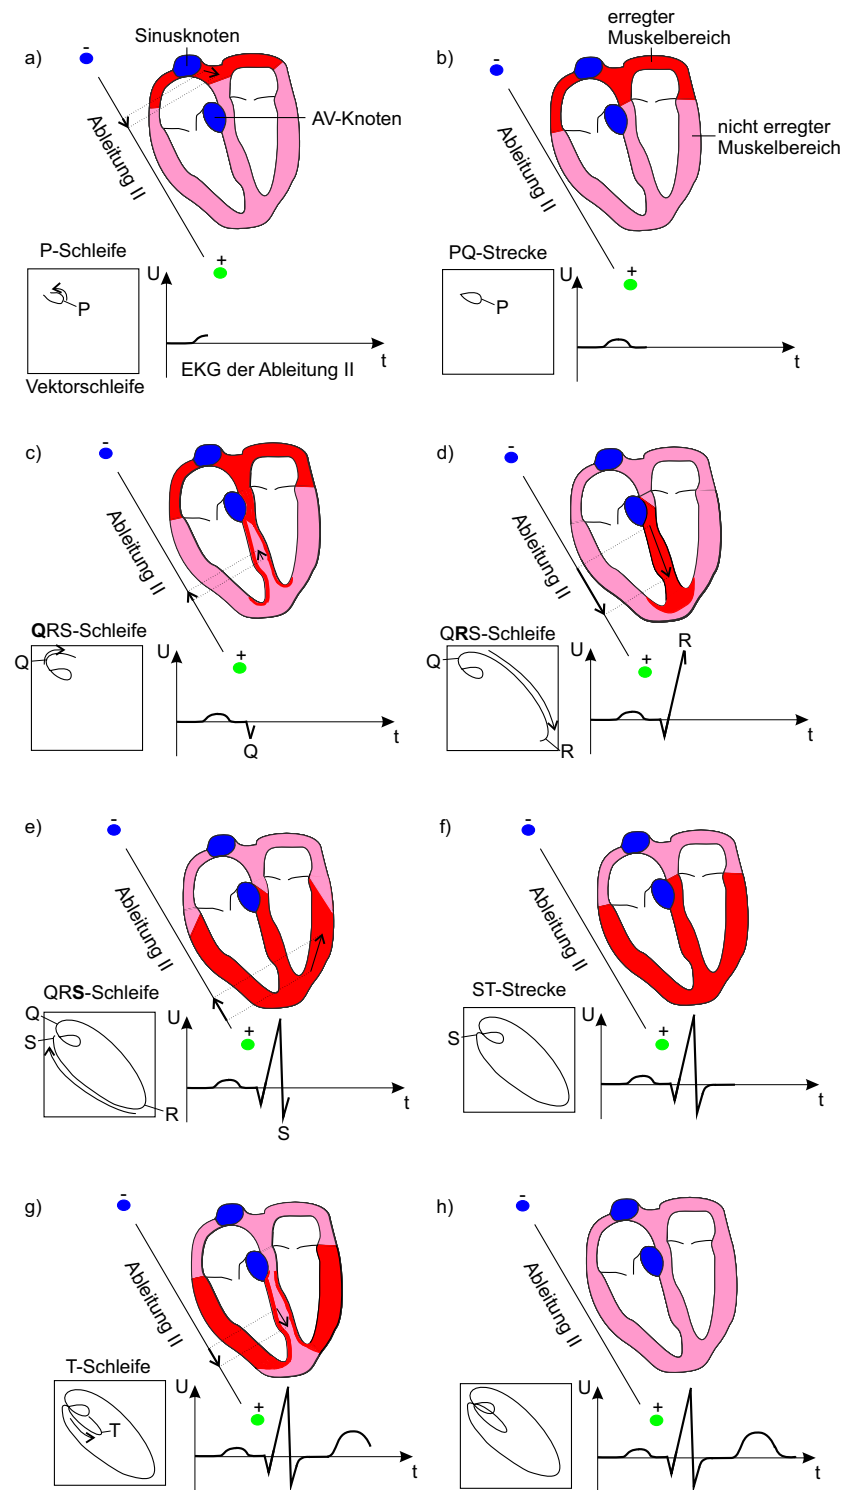 a)
-
Sinusknoten
AV-Knoten
Ableitung II
+
P-Schleife
P
Vektorschleife
U
t
EKG der Ableitung II
b)
-
erregter
Muskelbereich
nicht erregter
Muskelbereich
Ableitung II
+
PQ-Strecke
P
U
t
c)
-
Ableitung II
+
QRS-Schleife
Q
U
Q
t
d)
-
Ableitung II
+
QRS-Schleife
Q
R
U
R
t
e)
-
Ableitung II
+
QRS-Schleife
Q
S
R
U
S
t
f)
-
Ableitung II
+
ST-Strecke
S
U
t
g)
-
Ableitung II
+
T-Schleife
T
U
t
h)
-
Ableitung II
+
U
t